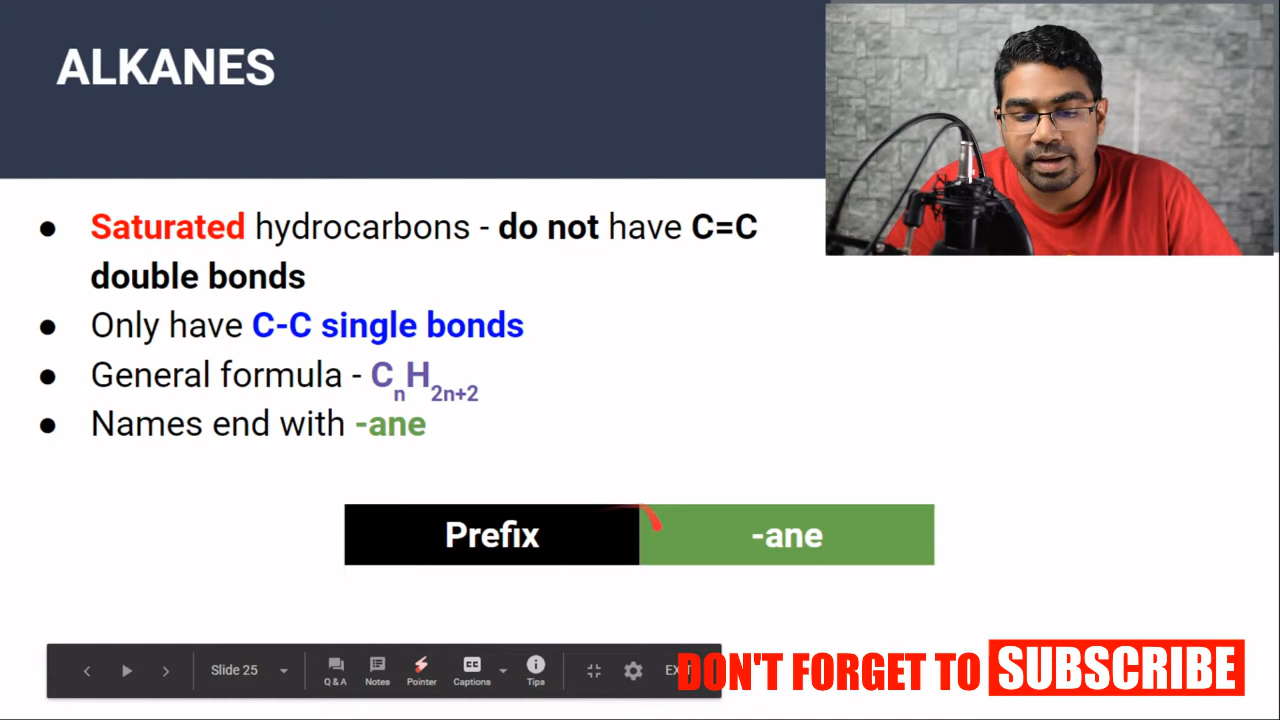 ALKANES
● Saturated hydrocarbons - do not have C=C
double bonds
● Only have C-C single bonds
● General formula - CₙH₂ₙ₊₂
● Names end with -ane
Prefix -ane
Slide 25 Q & A Notes Pointer Captions Tips
DON'T FORGET TO SUBSCRIBE